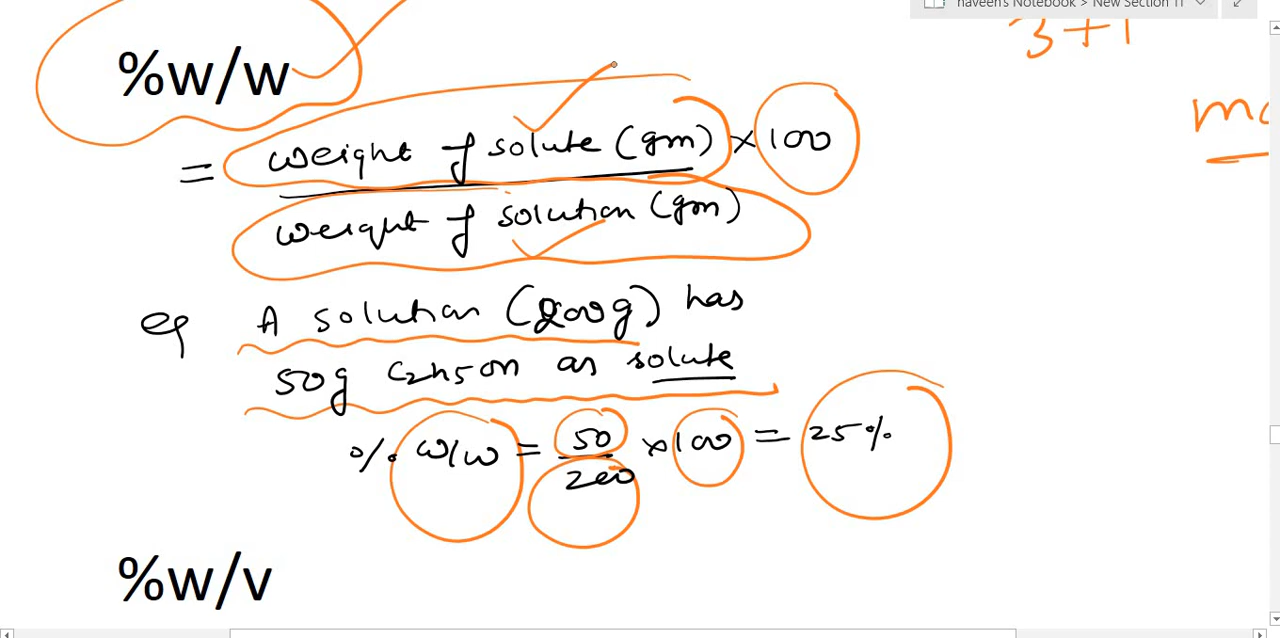 naveen's Notebook > New Section 11
3+1
%w/w
= weight of solute (gm) × 100
weight of solution (gm)
eg A solution (200g) has
50g C2H5OH as solute
% w/w = 50 × 100 = 25%
200
%w/v